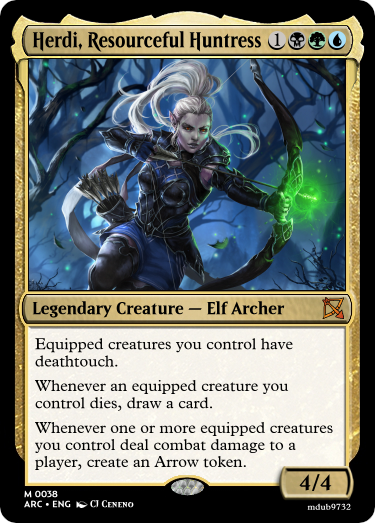 Herdi, Resourceful Huntress 1
Legendary Creature — Elf Archer
Equipped creatures you control have
deathtouch.
Whenever an equipped creature you
control dies, draw a card.
Whenever one or more equipped creatures
you control deal combat damage to a
player, create an Arrow token.
4/4
M 0038
ARC • ENG CJ Ceneno
mdub9732